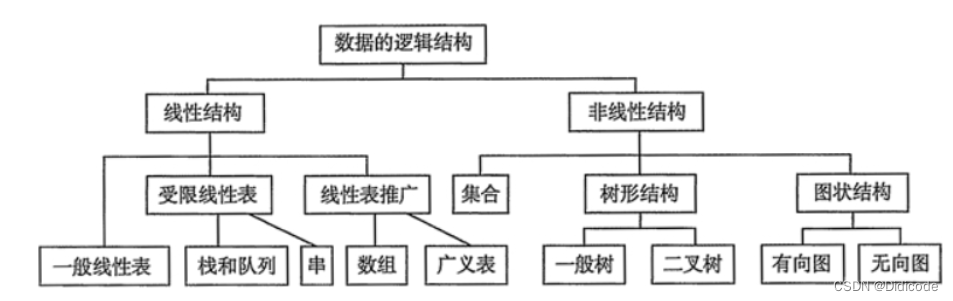 数据的逻辑结构
线性结构
非线性结构
受限线性表
线性表推广
集合
树形结构
图状结构
一般线性表
栈和队列
串
数组
广义表
一般树
二叉树
有向图
无向图
CSDN @Didicode